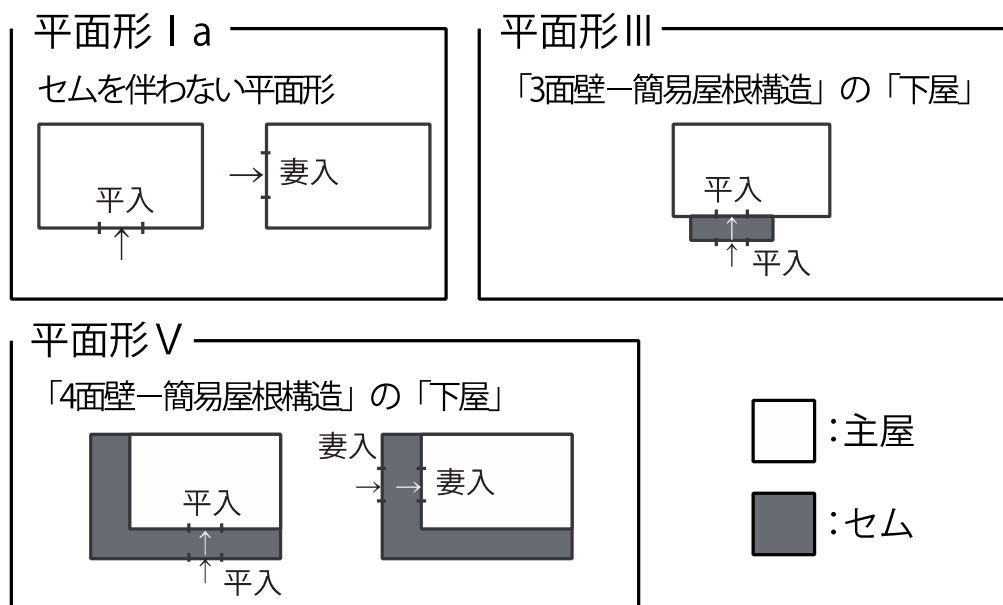 平面形Ⅰa
セムを伴わない平面形
平入
妻入
平面形Ⅲ
「3面壁ー簡易屋根構造」の「下屋」
平入
平入
平面形Ⅴ
「4面壁ー簡易屋根構造」の「下屋」
平入
平入
妻入
妻入
：主屋
：セム